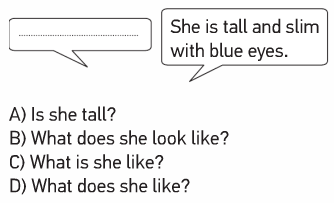 She is tall and slim
with blue eyes.
A) Is she tall?
B) What does she look like?
C) What is she like?
D) What does she like?